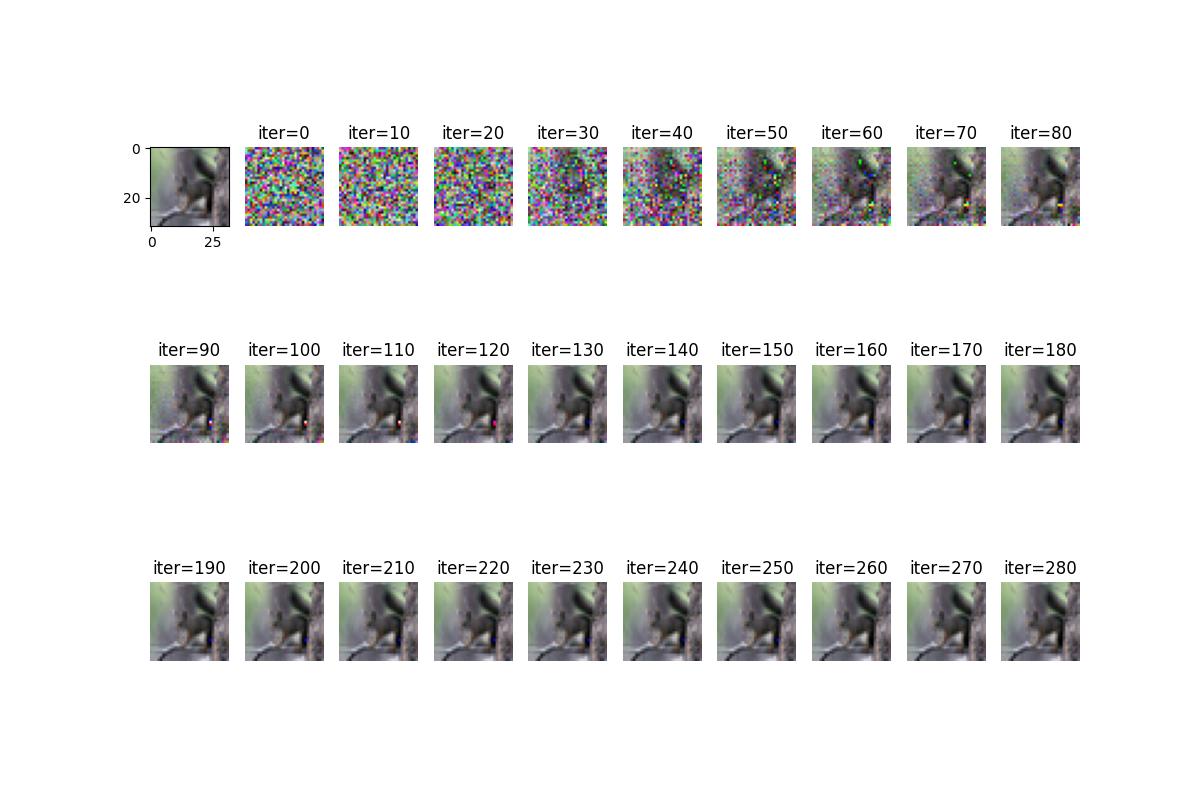 iter=0 iter=10 iter=20 iter=30 iter=40 iter=50 iter=60 iter=70 iter=80
0
20
0 25
iter=90 iter=100 iter=110 iter=120 iter=130 iter=140 iter=150 iter=160 iter=170 iter=180
iter=190 iter=200 iter=210 iter=220 iter=230 iter=240 iter=250 iter=260 iter=270 iter=280